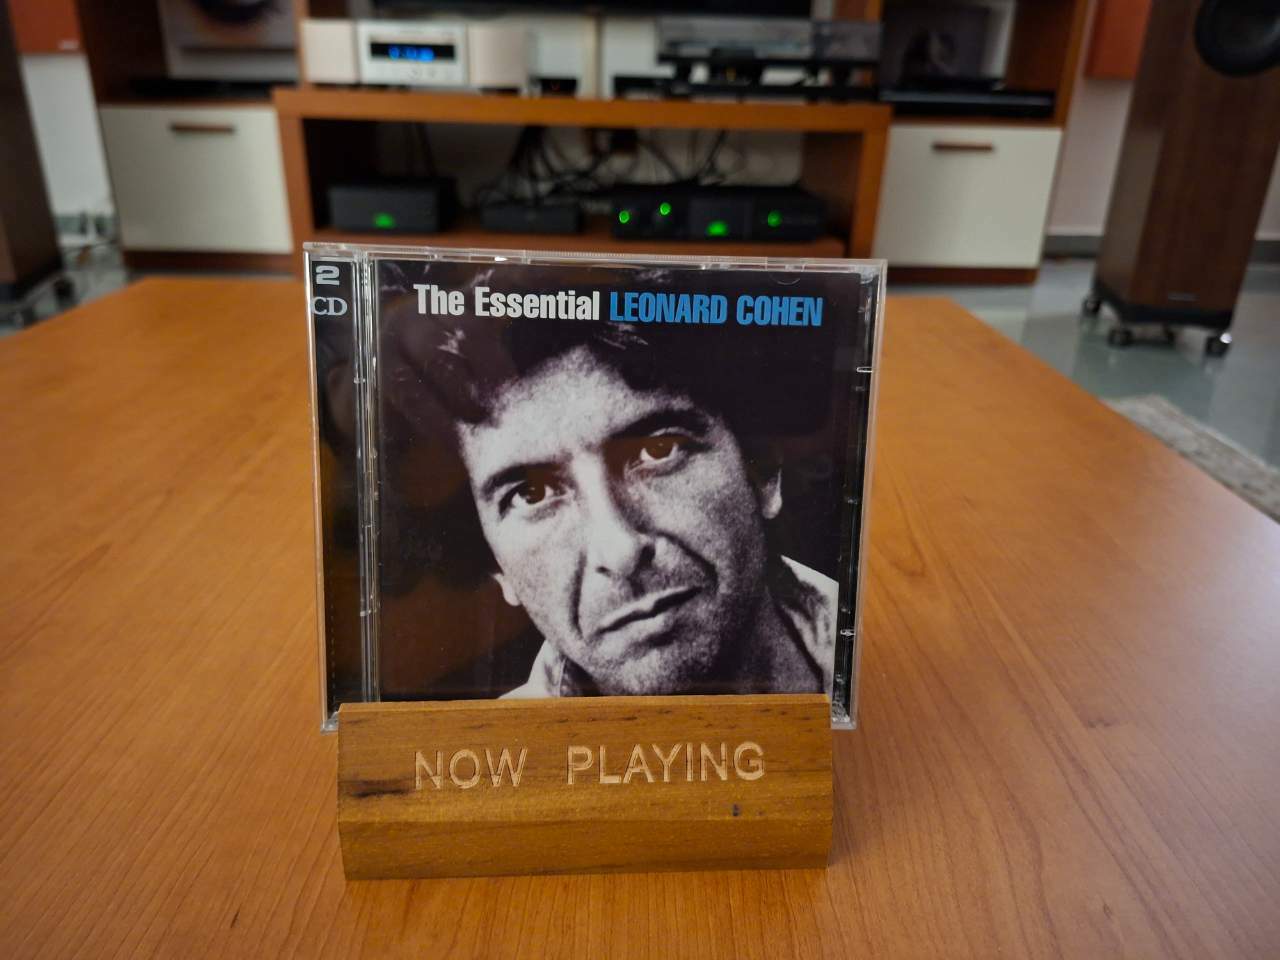 2
CD
The Essential LEONARD COHEN
NOW PLAYING